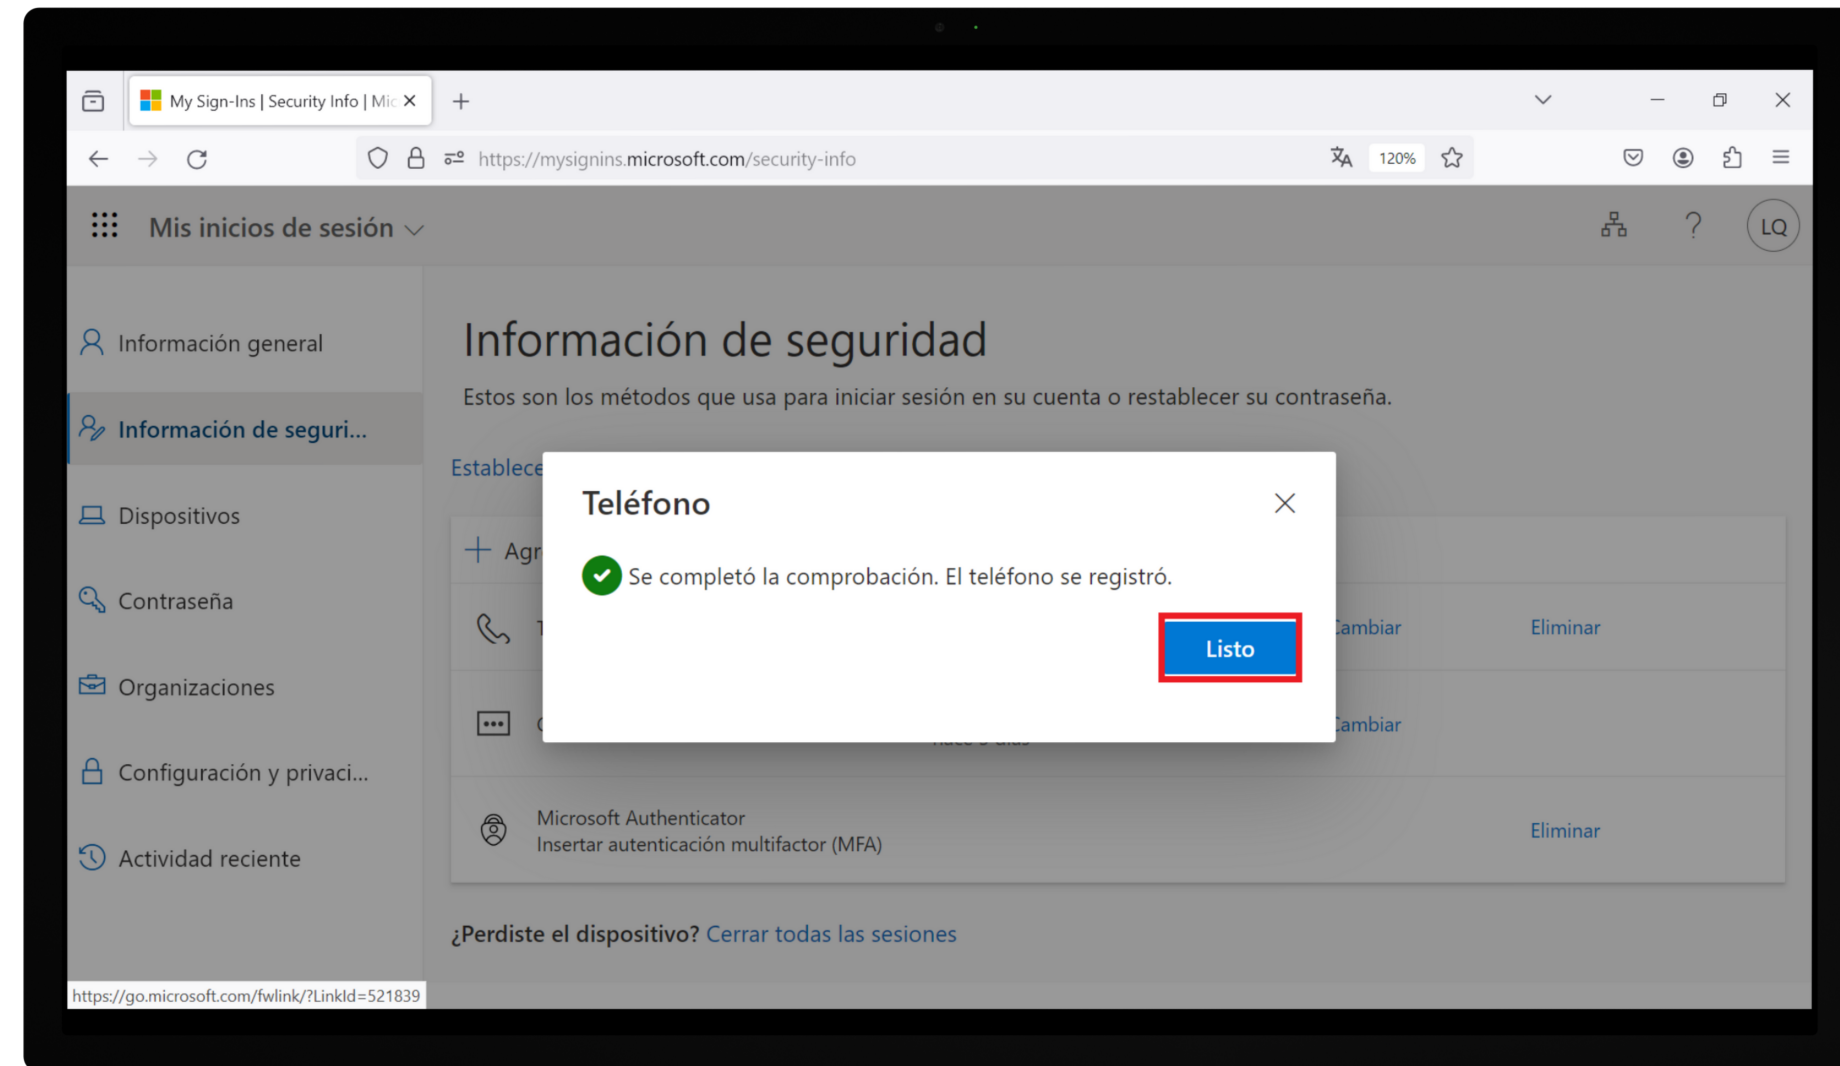 My Sign-Ins | Security Info | Mic
https://mysignins.microsoft.com/security-info
120%
Mis inicios de sesión
?
LQ
Información general
Información de seguri...
Dispositivos
Contraseña
Organizaciones
Configuración y privaci...
Actividad reciente
Información de seguridad
Estos son los métodos que usa para iniciar sesión en su cuenta o restablecer su contraseña.
Teléfono
Se completó la comprobación. El teléfono se registró.
Listo
Cambiar
Eliminar
Cambiar
Microsoft Authenticator
Insertar autenticación multifactor (MFA)
Eliminar
¿Perdiste el dispositivo? Cerrar todas las sesiones
https://go.microsoft.com/fwlink/?LinkId=521839